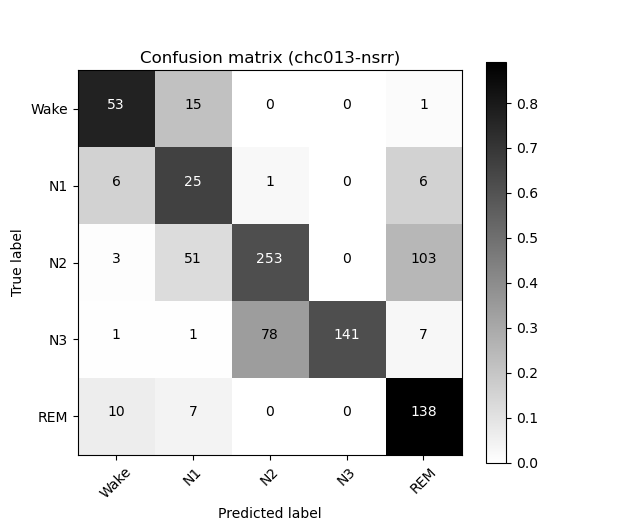 Confusion matrix (chc013-nsrr)
True label
Wake 53 15 0 0 1
N1 6 25 1 0 6
N2 3 51 253 0 103
N3 1 1 78 141 7
REM 10 7 0 0 138
Wake N1 N2 N3 REM
Predicted label
0.8
0.7
0.6
0.5
0.4
0.3
0.2
0.1
0.0